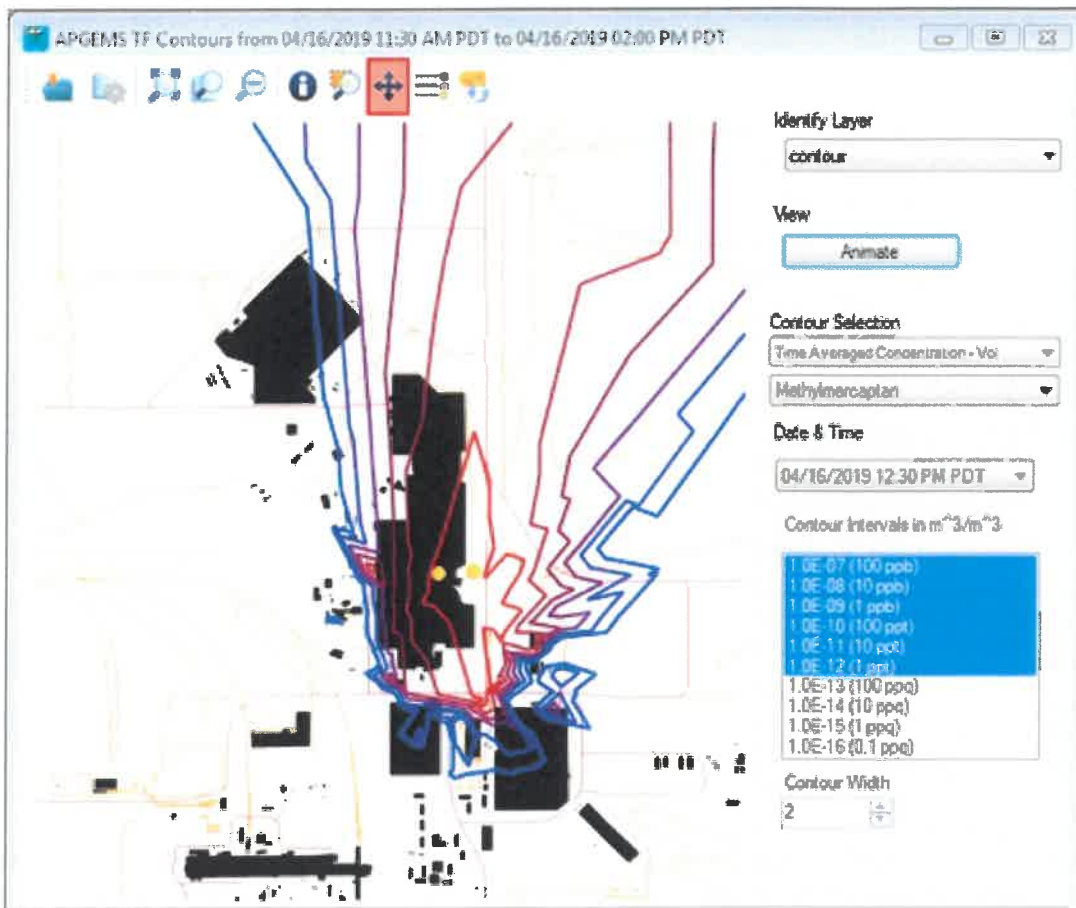 APGEMS TF Contours from 04/16/2019 11:30 AM PDT to 04/16/2019 02:00 PM PDT
Identify Layer
contour
View
Animate
Contour Selection
Time Averaged Concentration - Vol
Methylmercaptan
Date & Time
04/16/2019 12:30 PM PDT
Contour Intervals in m^3/m^3
1.0E-07 (100 ppb)
1.0E-08 (10 ppb)
1.0E-09 (1 ppb)
1.0E-10 (100 ppt)
1.0E-11 (10 ppt)
1.0E-12 (1 ppt)
1.0E-13 (100 ppq)
1.0E-14 (10 ppq)
1.0E-15 (1 ppq)
1.0E-16 (0.1 ppq)
Contour Width
2